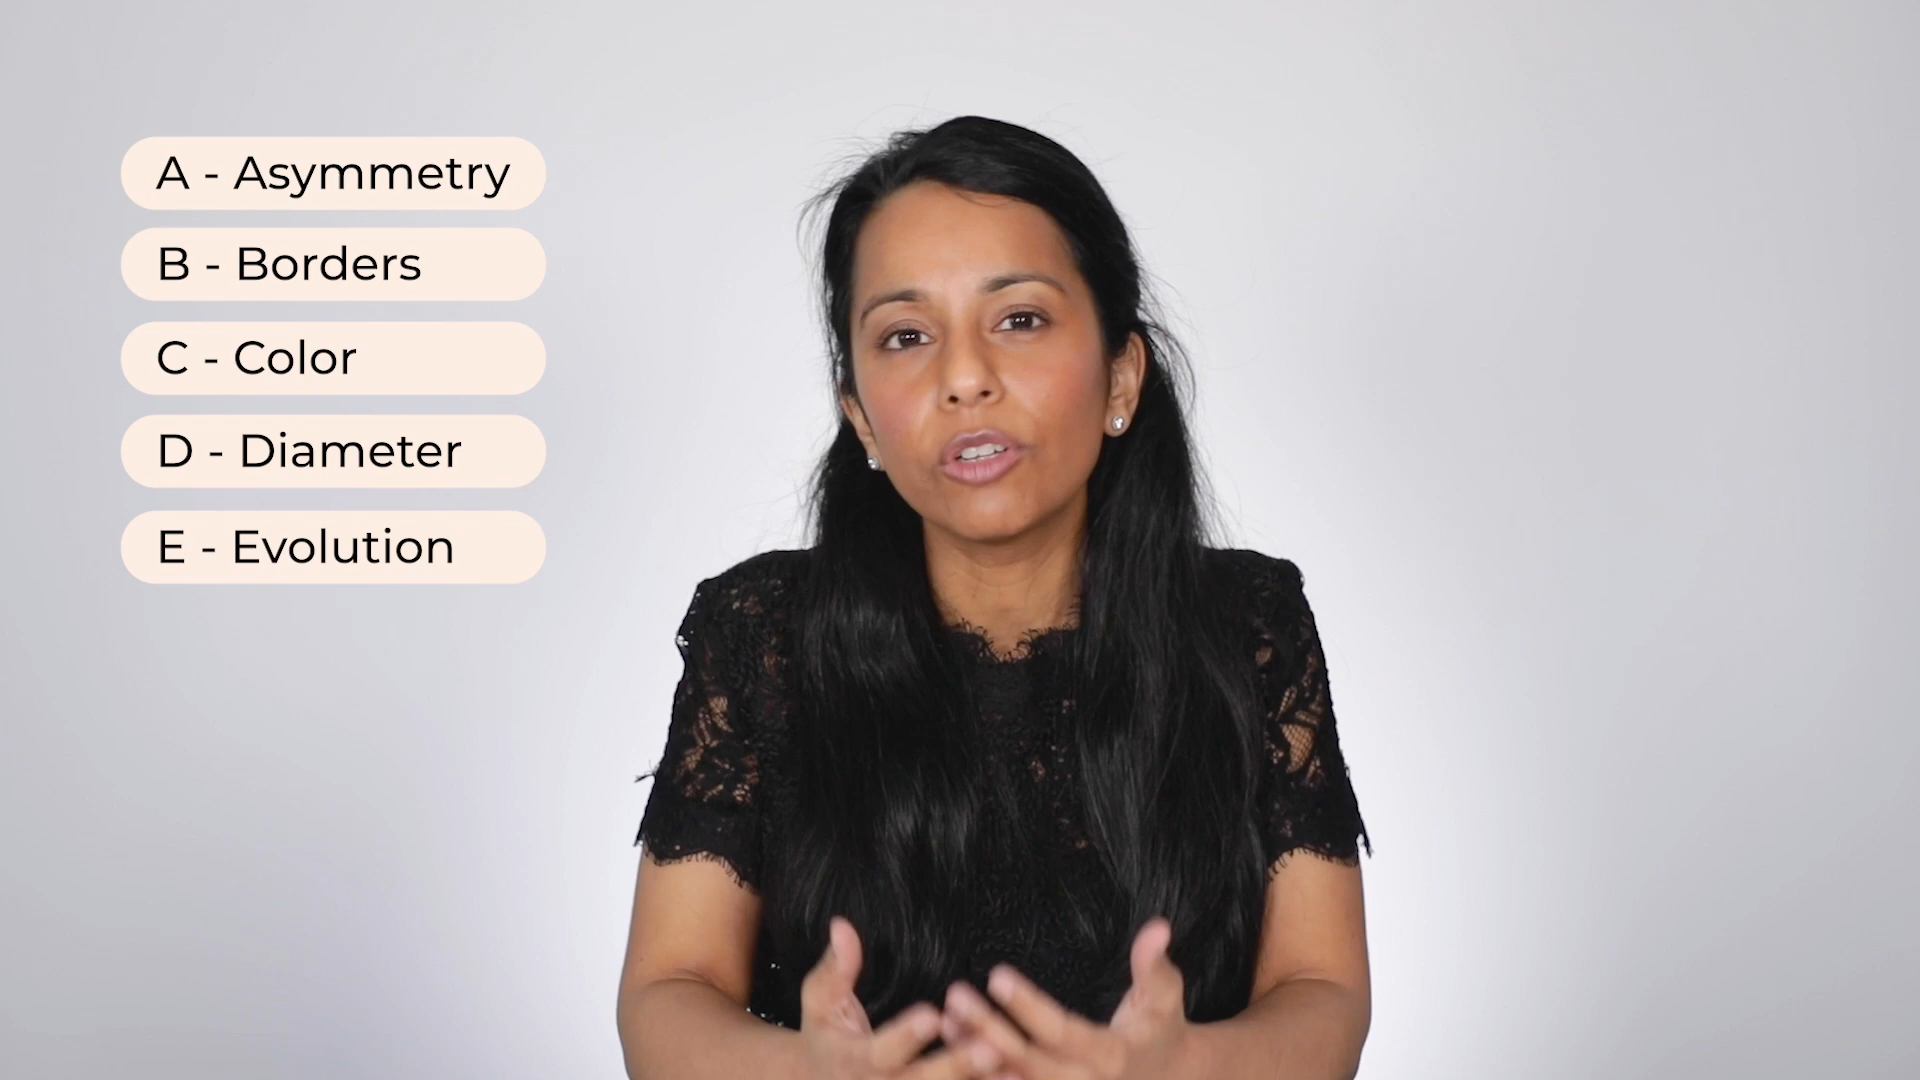 A - Asymmetry
B - Borders
C - Color
D - Diameter
E - Evolution